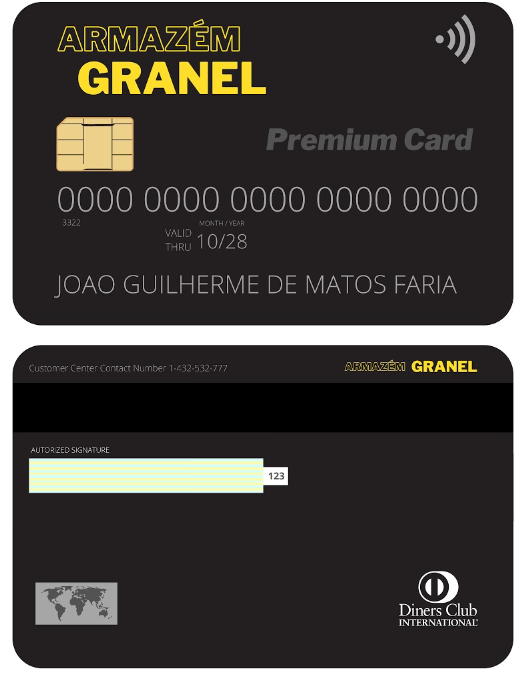 ARMAZÉM
GRANEL
Premium Card
0000 0000 0000 0000 0000
3322
MONTH / YEAR
VALID
THRU 10/28
JOAO GUILHERME DE MATOS FARIA
Customer Center Contact Number 1-432-532-777
ARMAZÉM GRANEL
AUTORIZED SIGNATURE
123
Diners Club
INTERNATIONAL